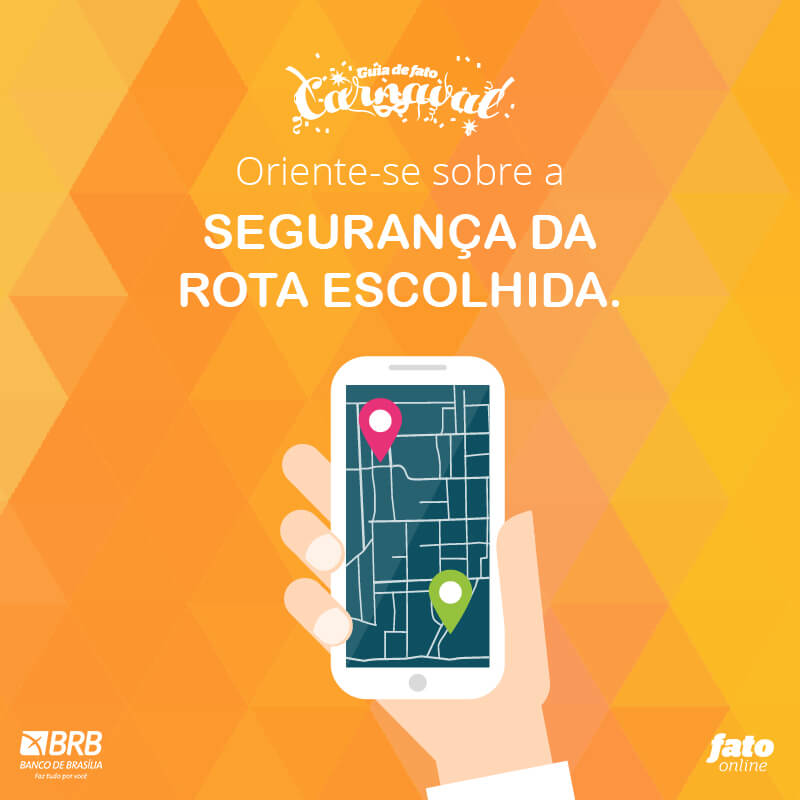 Guia de fato
Carnaval
Oriente-se sobre a
SEGURANÇA DA
ROTA ESCOLHIDA.
BRB
BANCO DE BRASÍLIA
Faz tudo por você
fato
online